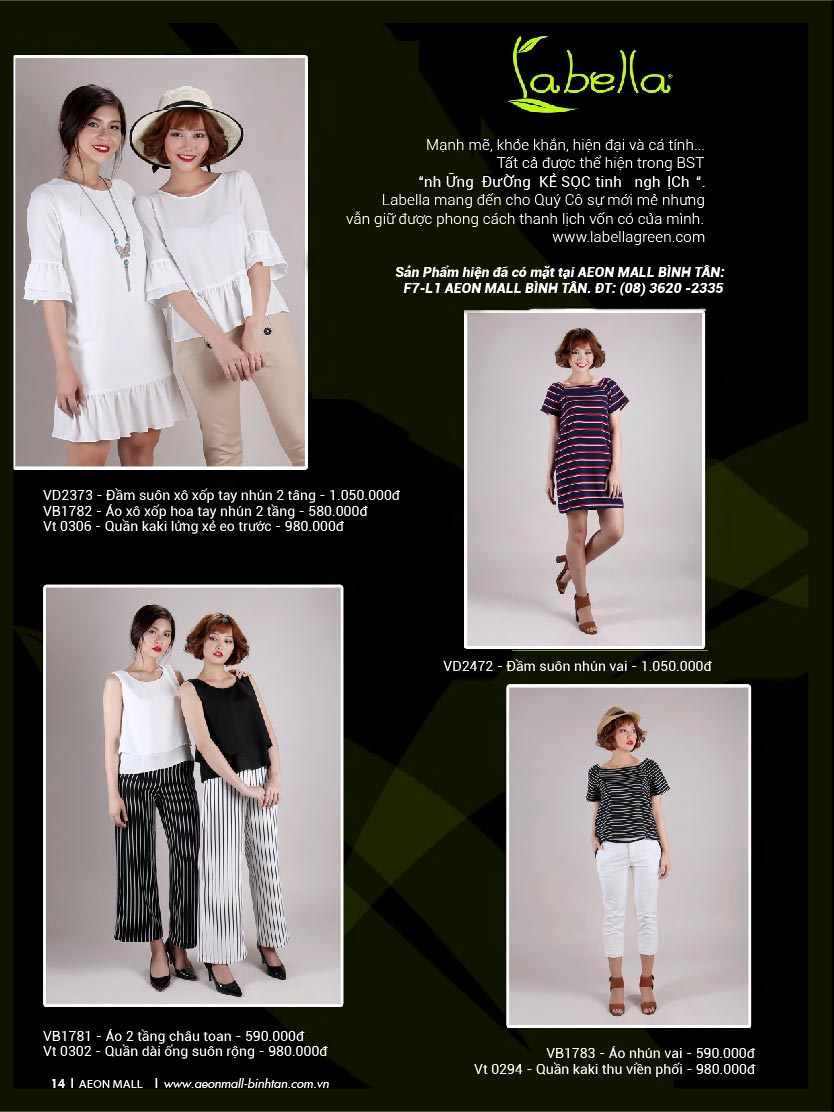 Labella
Mạnh mẽ, khỏe khắn, hiện đại và cá tính...
Tất cả được thể hiện trong BST
“nh Ững ĐưỜng KẺ SỌC tinh ngh ỊCh “.
Labella mang đến cho Quý Cô sự mới mẻ nhưng
vẫn giữ được phong cách thanh lịch vốn có của mình.
www.labellagreen.com
Sản Phẩm hiện đã có mặt tại AEON MALL BÌNH TÂN:
F7-L1 AEON MALL BÌNH TÂN. ĐT: (08) 3620 -2335
VD2373 - Đầm suôn xô xốp tay nhún 2 tâng - 1.050.000đ
VB1782 - Áo xô xốp hoa tay nhún 2 tầng - 580.000đ
Vt 0306 - Quần kaki lửng xẻ eo trước - 980.000đ
VD2472 - Đầm suôn nhún vai - 1.050.000đ
VB1781 - Áo 2 tầng châu toan - 590.000đ
Vt 0302 - Quần dài ống suôn rộng - 980.000đ
VB1783 - Áo nhún vai - 590.000đ
Vt 0294 - Quần kaki thu viền phối - 980.000đ
14 | AEON MALL | www.aeonmall-binhtan.com.vn